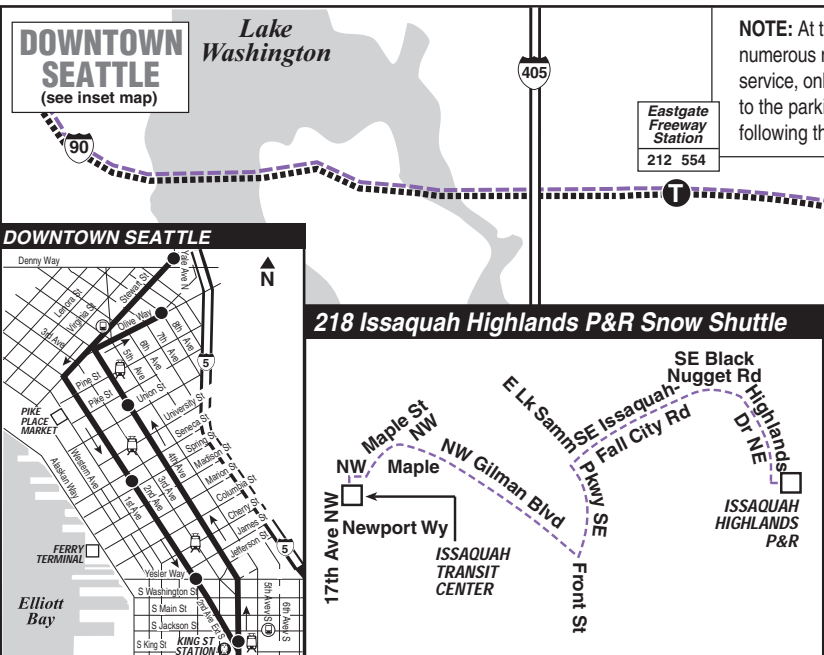 DOWNTOWN
SEATTLE
(see inset map)
Lake
Washington
90
405
Eastgate
Freeway
Station
212 554
T
NOTE: At t
numerous r
service, onl
to the parki
following th
DOWNTOWN SEATTLE
N
Denny Way
Yale Ave N
Stewart St
Lenora St
Virginia St
Olive Way
8th Ave
7th Ave
6th Ave
5th Ave
3rd Ave
Pine St
Pike St
Union St
5
University St
Seneca St
Spring St
Madison St
Marion St
Columbia St
Cherry St
James St
Jefferson St
5
PIKE
PLACE
MARKET
Alaskan Way
Western Ave
1st Ave
2nd Ave
3rd Ave
4th Ave
FERRY
TERMINAL
Yesler Way
S Washington St
S Main St
S Jackson St
S King St
2nd Ave Ext S
5th Ave S
6th Ave S
KING ST
STATION
Elliott
Bay
218 Issaquah Highlands P&R Snow Shuttle
17th Ave NW
NW
Maple St
NW
Maple
NW Gilman Blvd
Newport Wy
ISSAQUAH
TRANSIT
CENTER
Front St
E Lk Samm
Pkwy SE
SE Issaquah-
Fall City Rd
SE Black
Nugget Rd
Highlands
Dr NE
ISSAQUAH
HIGHLANDS
P&R